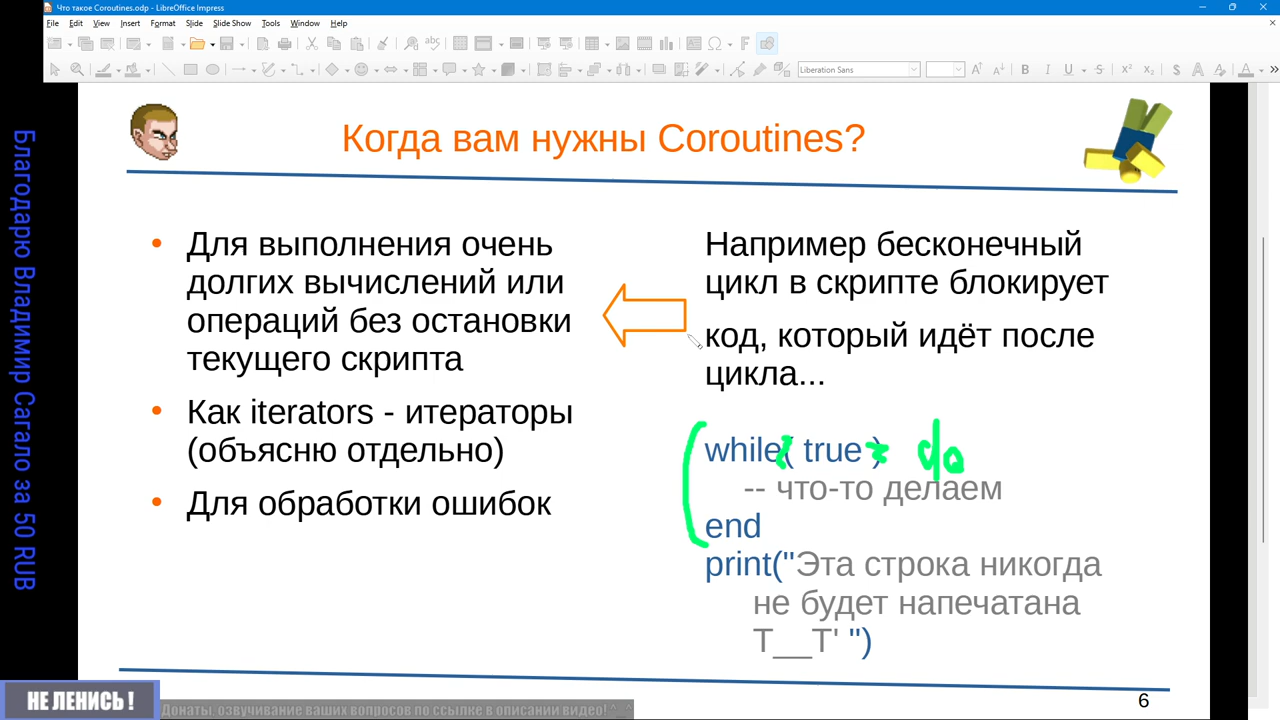 Что такое Coroutines.odp - LibreOffice Impress
File Edit View Insert Format Slide Slide Show Tools Window Help
Liberation Sans
Благодарю Владимир Сагало за 50 RUB
Когда вам нужны Coroutines?
Для выполнения очень
долгих вычислений или
операций без остановки
текущего скрипта
Как iterators - итераторы
(объясню отдельно)
Для обработки ошибок
Например бесконечный
цикл в скрипте блокирует
код, который идёт после
цикла...
while( true ) do
-- что-то делаем
end
print("Эта строка никогда
не будет напечатана
T__T' ")
6
НЕ ЛЕНИСЬ !
Донаты, озвучивание ваших вопросов по ссылке в описании видео! ^_^